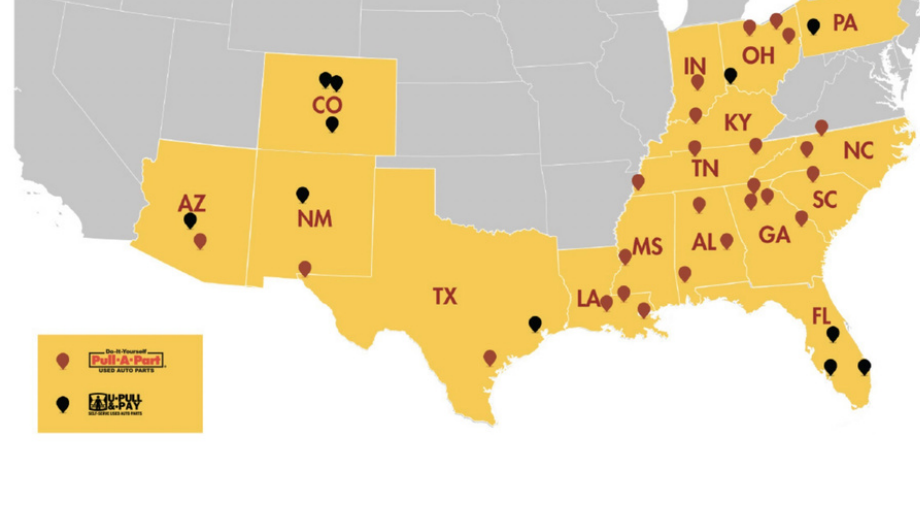 PA
OH
IN
CO
KY
NC
TN
AZ
SC
NM
GA
MS
AL
TX
LA
FL
Do-It-Yourself
Pull-A-Part
USED AUTO PARTS
U-PULL
&-PAY
SELF SERVE USED AUTO PARTS